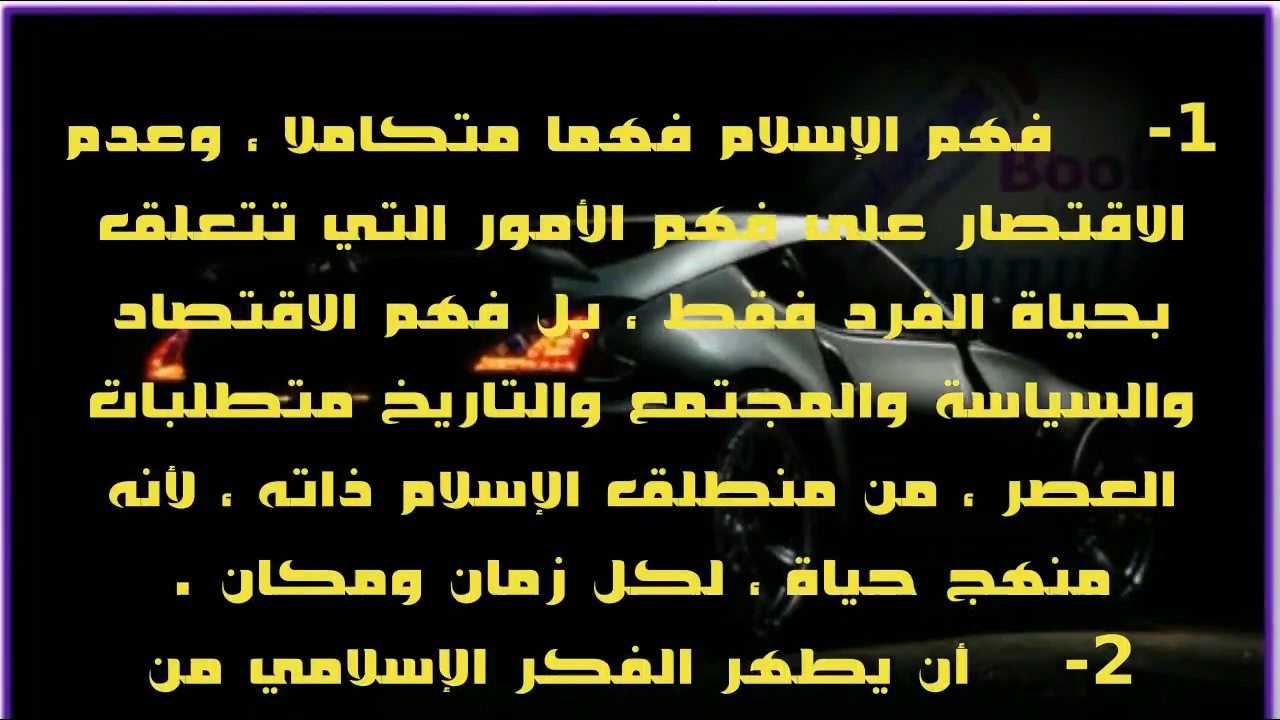 1- فهم الإسلام فهما متكاملا ، وعدم
الاقتصار على فهم الأمور التي تتعلق
بحياة الفرد فقط ، بل فهم الاقتصاد
والسياسة والمجتمع والتاريخ متطلبات
العصر ، من منطلق الإسلام ذاته ، لأنه
منهج حياة ، لكل زمان ومكان .
2- أن يطهر الفكر الإسلامي من
Book